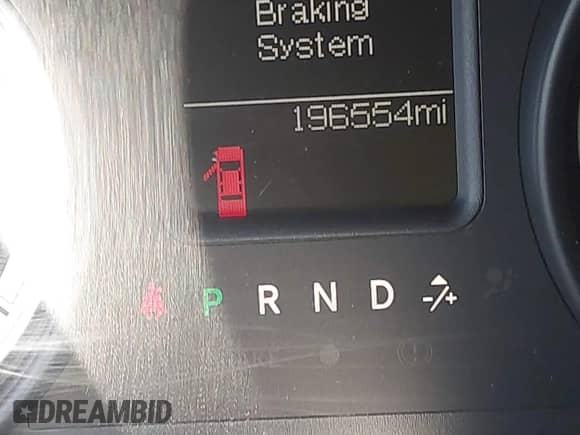 Braking
System
196554mi
P R N D -/+
DREAMBID